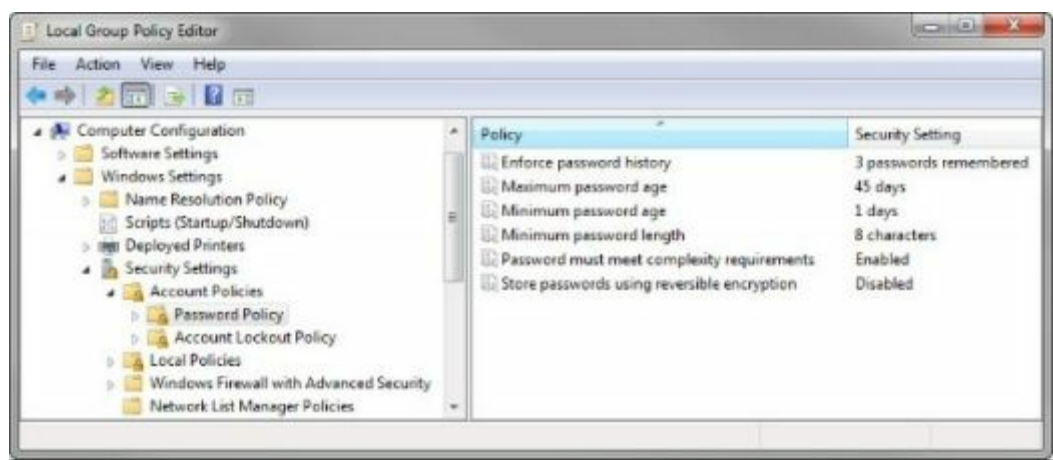 Local Group Policy Editor
File Action View Help
Computer Configuration
Software Settings
Windows Settings
Name Resolution Policy
Scripts (Startup/Shutdown)
Deployed Printers
Security Settings
Account Policies
Password Policy
Account Lockout Policy
Local Policies
Windows Firewall with Advanced Security
Network List Manager Policies
Policy Security Setting
Enforce password history 3 passwords remembered
Maximum password age 45 days
Minimum password age 1 days
Minimum password length 8 characters
Password must meet complexity requirements Enabled
Store passwords using reversible encryption Disabled